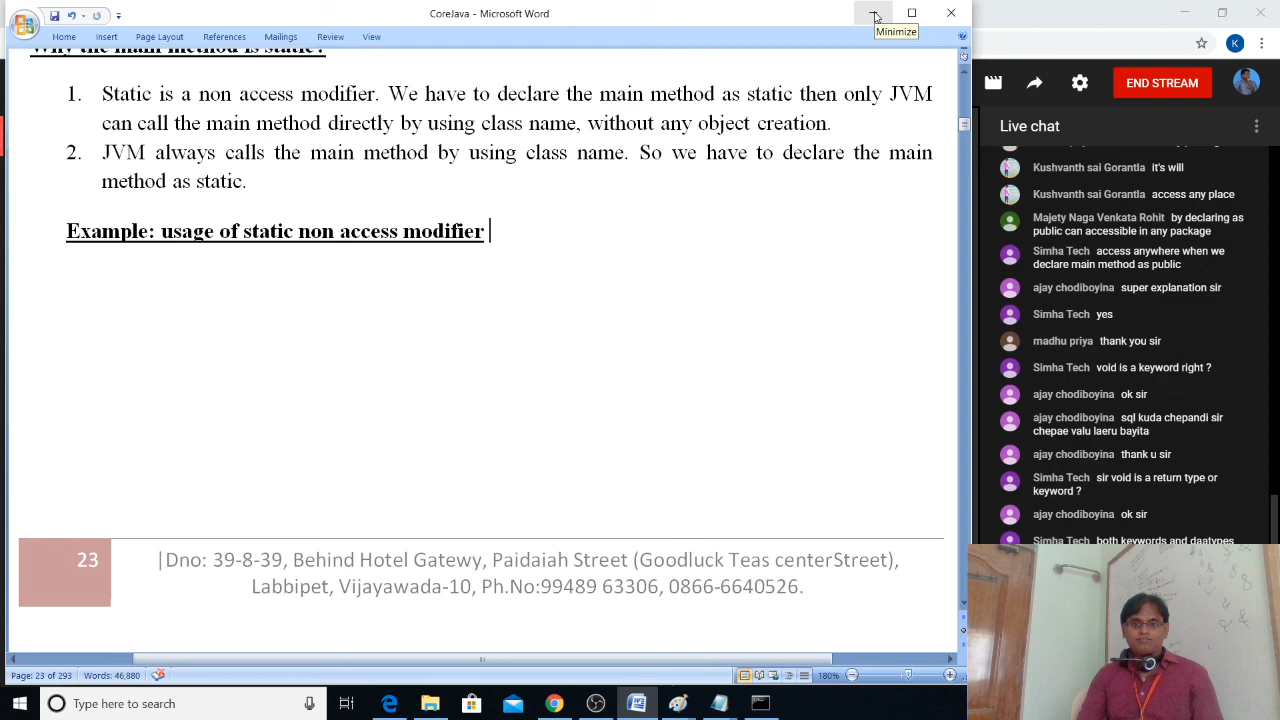 CoreJava - Microsoft Word
Minimize
Home Insert Page Layout References Mailings Review View
Why the main method is static?
1. Static is a non access modifier. We have to declare the main method as static then only JVM
can call the main method directly by using class name, without any object creation.
2. JVM always calls the main method by using class name. So we have to declare the main
method as static.
Example: usage of static non access modifier
23
|Dno: 39-8-39, Behind Hotel Gatewy, Paidaiah Street (Goodluck Teas centerStreet),
Labbipet, Vijayawada-10, Ph.No:99489 63306, 0866-6640526.
Page: 23 of 293 Words: 46,880
180%
Type here to search
K
END STREAM
Live chat
Kushvanth sai Gorantla it's will
Kushvanth sai Gorantla access any place
Majety Naga Venkata Rohit by declaring as
public can accessible in any package
Simha Tech access anywhere when we
declare main method as public
ajay chodiboyina super explanation sir
Simha Tech yes
madhu priya thank you sir
Simha Tech void is a keyword right ?
ajay chodiboyina ok sir
ajay chodiboyina sql kuda chepandi sir
chepae valu laeru bayita
ajay chodiboyina thank u sir
Simha Tech sir void is a return type or
keyword ?
ajay chodiboyina ok sir
Simha Tech both keywords and daatypes